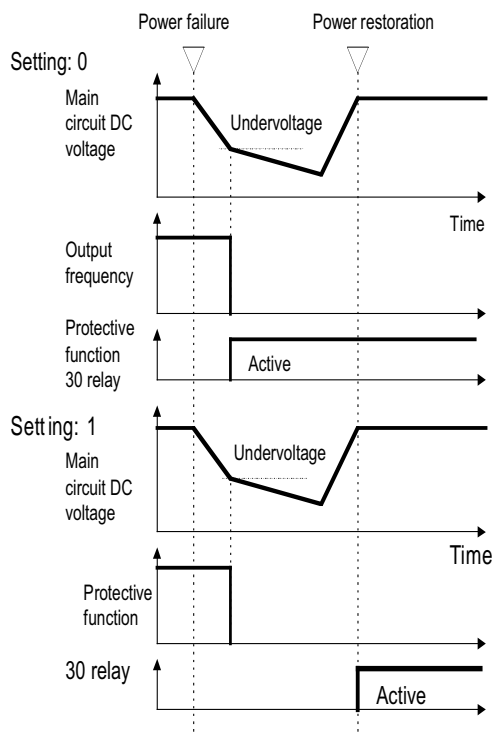 Power failure Power restoration
Setting: 0
Main
circuit DC
voltage
Undervoltage
Time
Output
frequency
Protective
function
30 relay
Active
Setting: 1
Main
circuit DC
voltage
Undervoltage
Time
Protective
function
30 relay
Active